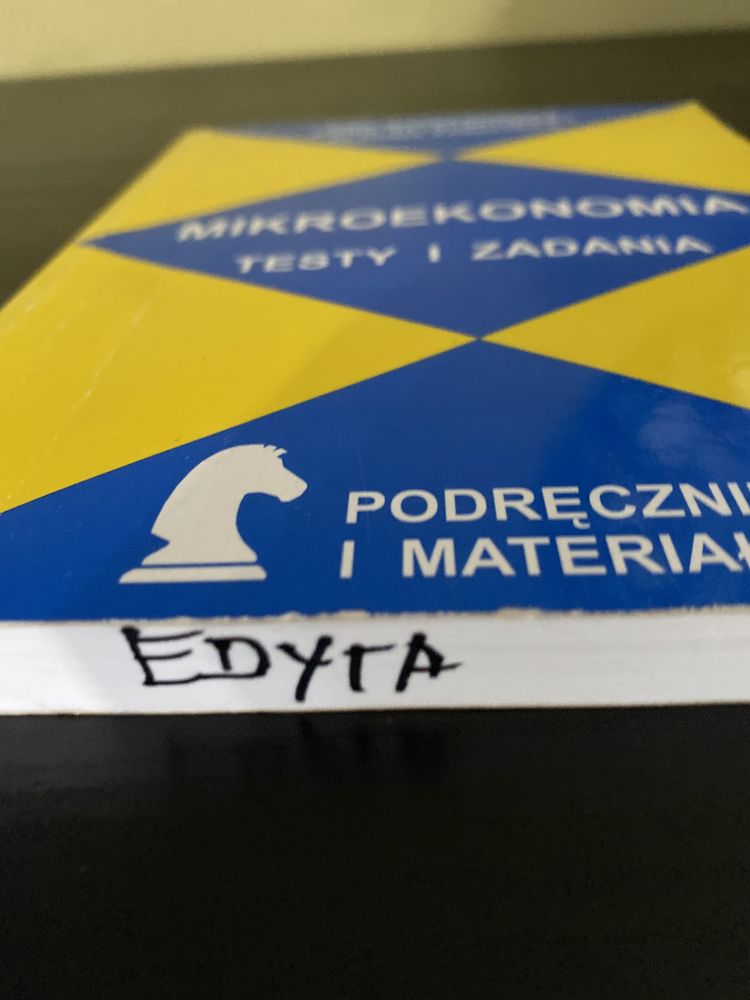 MIKROEKONOMIA
TESTY I ZADANIA
PODRĘCZNI
I MATERIAŁ
EDYTA